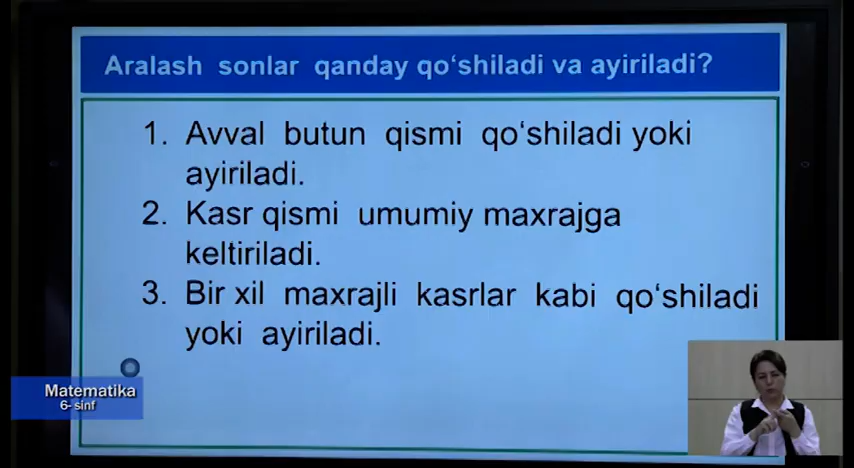 Aralash sonlar qanday qo‘shiladi va ayiriladi?
1. Avval butun qismi qo‘shiladi yoki
ayiriladi.
2. Kasr qismi umumiy maxrajga
keltiriladi.
3. Bir xil maxrajli kasrlar kabi qo‘shiladi
yoki ayiriladi.
Matematika
6- sinf